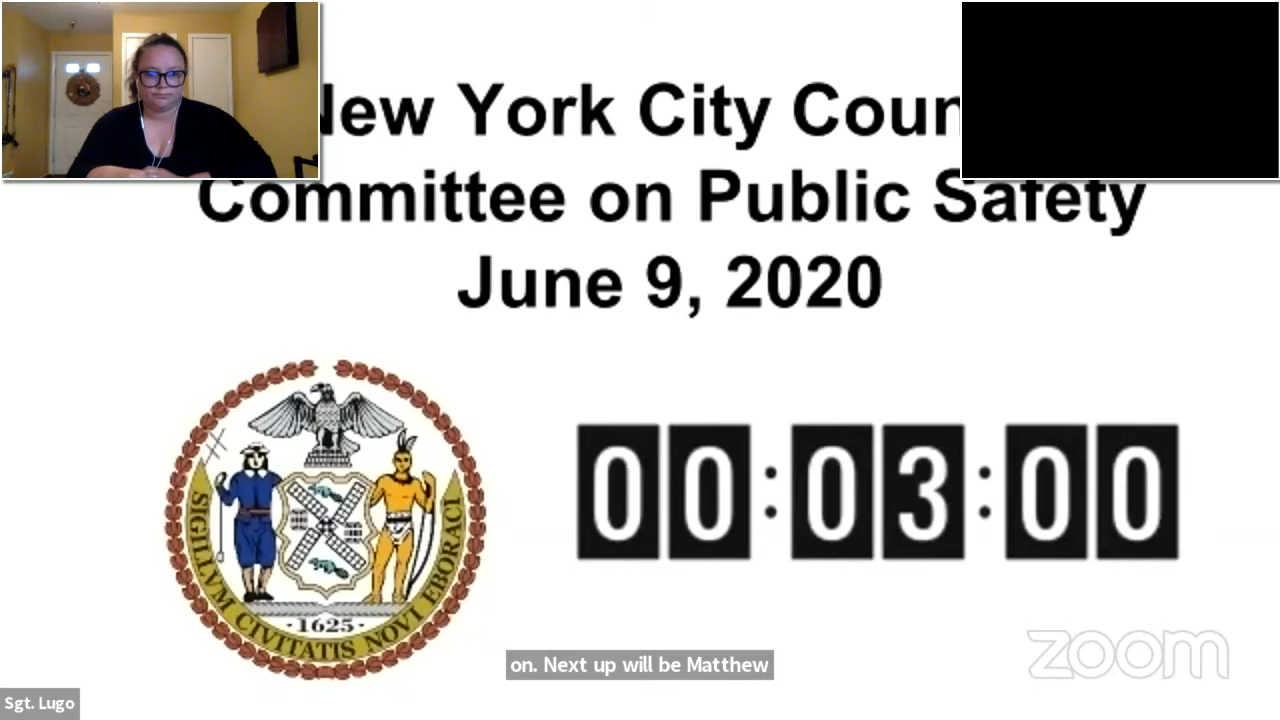 New York City Coun
Committee on Public Safety
June 9, 2020
SIGILLVM CIVITATIS NOVI EBORACI
·1625·
00:03:00
on. Next up will be Matthew
zoom
Sgt. Lugo